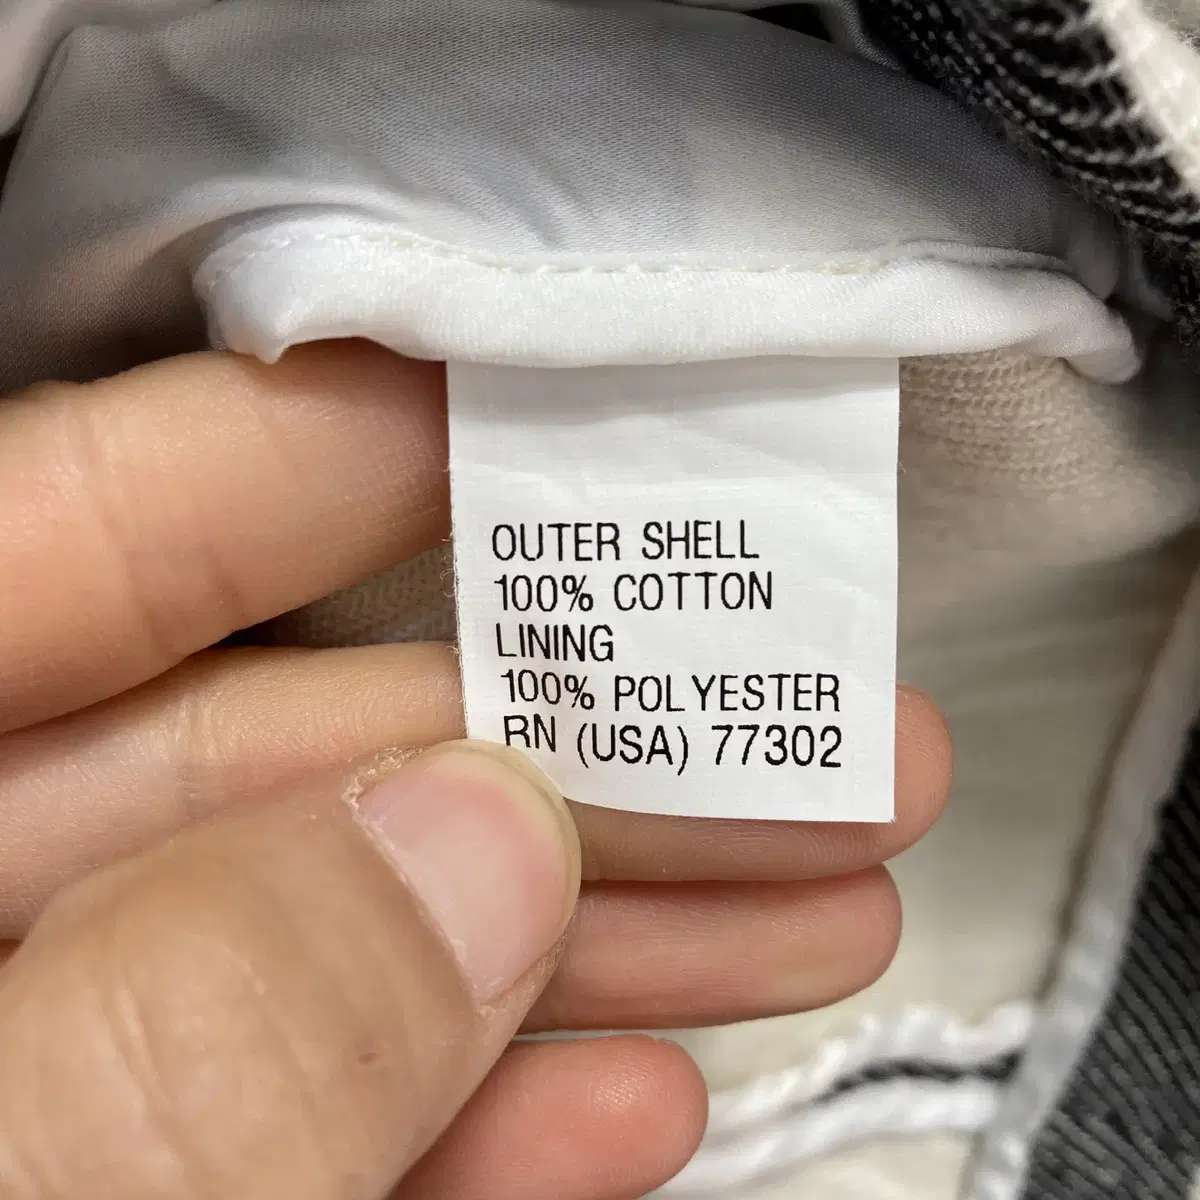 OUTER SHELL
100% COTTON
LINING
100% POLYESTER
RN (USA) 77302